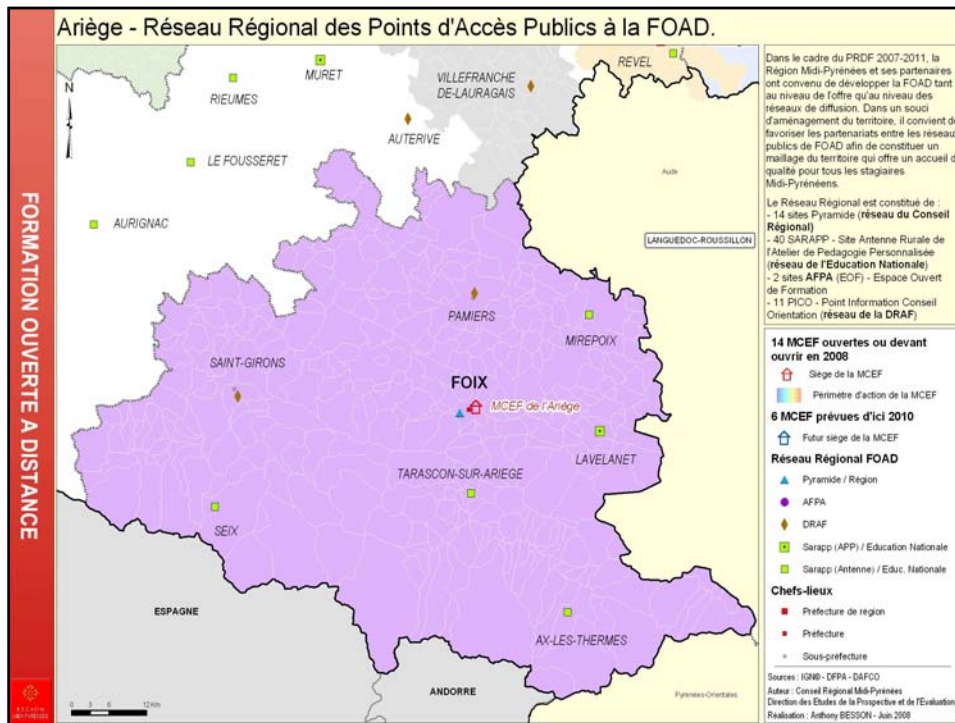 Ariège - Réseau Régional des Points d'Accès Publics à la FOAD.
FORMATION OUVERTE A DISTANCE
N
MURET
RIEUMES
VILLEFRANCHE
DE-LAURAGAIS
REVEL
AUTERIVE
LE FOUSSERET
AURIGNAC
Aude
LANGUEDOC-ROUSSILLON
PAMIERS
MIREPOIX
SAINT-GIRONS
FOIX
MCEF de l'Ariège
LAVELANET
TARASCON-SUR-ARIEGE
SEIX
ESPAGNE
AX-LES-THERMES
ANDORRE
Pyrénées-Orientales
0 3 6 12 Km
Dans le cadre du PRDF 2007-2011, la
Région Midi-Pyrénées et ses partenaires
ont convenu de développer la FOAD tant
au niveau de l'offre qu'au niveau des
réseaux de diffusion. Dans un souci
d'aménagement du territoire, il convient de
favoriser les partenariats entre les réseaux
publics de FOAD afin de constituer un
maillage du territoire qui offre un accueil d
qualité pour tous les stagiaires
Midi-Pyrénéens.
Le Réseau Régional est constitué de :
- 14 sites Pyramide (réseau du Conseil
Régional)
- 40 SARAPP - Site Antenne Rurale de
l'Atelier de Pedagogie Personnalisée
(réseau de l'Education Nationale)
- 2 sites AFPA (EOF) - Espace Ouvert
de Formation
- 11 PICO - Point Information Conseil
Orientation (réseau de la DRAF)
14 MCEF ouvertes ou devant
ouvrir en 2008
Siège de la MCEF
Périmètre d'action de la MCEF
6 MCEF prévues d'ici 2010
Futur siège de la MCEF
Réseau Régional FOAD
Pyramide / Région
AFPA
DRAF
Sarapp (APP) / Education Nationale
Sarapp (Antenne) / Educ. Nationale
Chefs-lieux
Préfecture de région
Préfecture
Sous-préfecture
Sources : IGN® - DFPA - DAFCO
Auteur : Conseil Régional Midi-Pyrénées
Direction des Etudes de la Prospective et de l'Evaluation
Réalisation : Anthony BESSON - Juin 2008
REGION
MIDI-PYRENEES